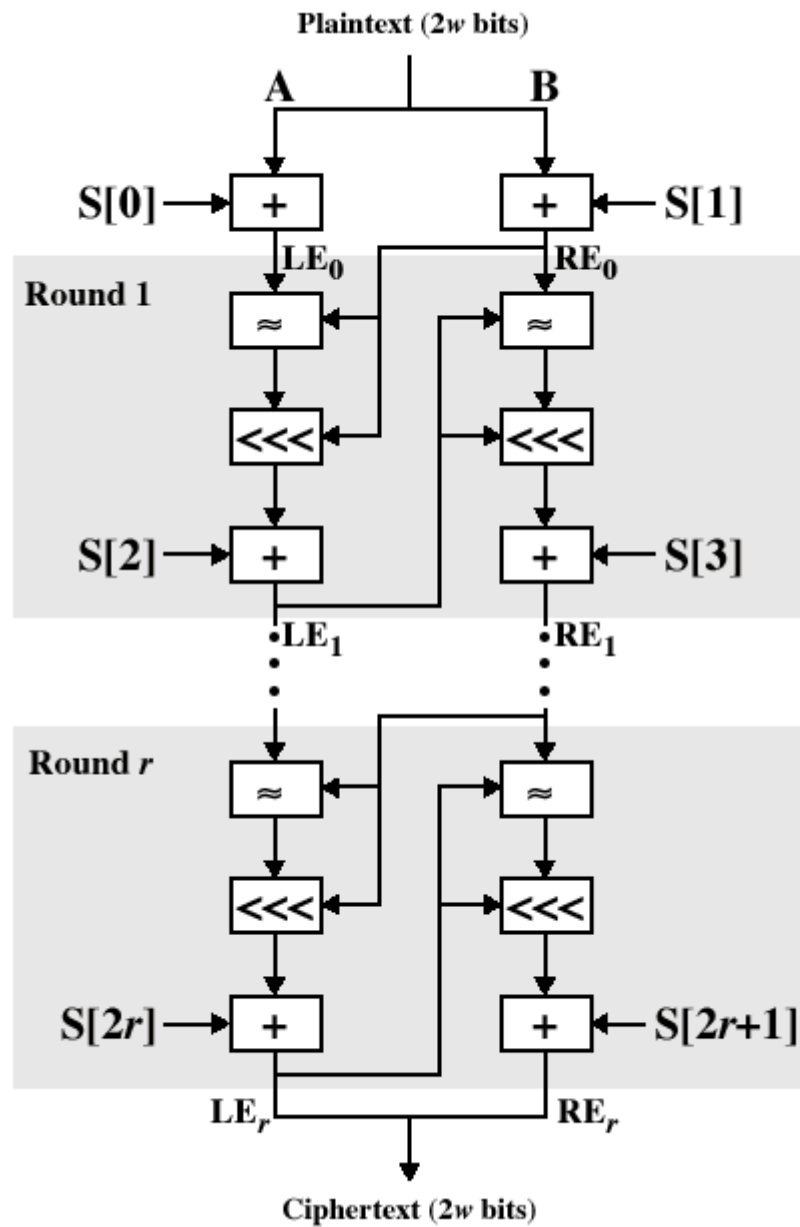 Plaintext (2w bits)
A B
S[0] + + S[1]
LE0 RE0
Round 1
≈ ≈
<<< <<<
S[2] + + S[3]
LE1 RE1
Round r
≈ ≈
<<< <<<
S[2r] + + S[2r+1]
LEr REr
Ciphertext (2w bits)